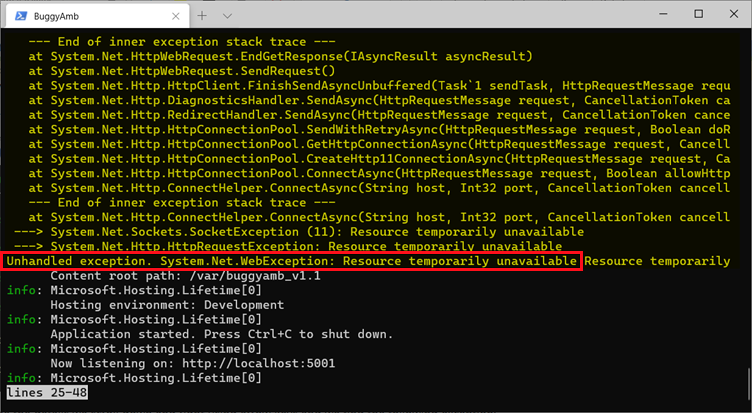 BuggyAmb
--- End of inner exception stack trace ---
at System.Net.HttpWebRequest.EndGetResponse(IAsyncResult asyncResult)
at System.Net.HttpWebRequest.SendRequest()
at System.Net.Http.HttpClient.FinishSendAsyncUnbuffered(Task`1 sendTask, HttpRequestMessage requ
at System.Net.Http.DiagnosticsHandler.SendAsync(HttpRequestMessage request, CancellationToken ca
at System.Net.Http.RedirectHandler.SendAsync(HttpRequestMessage request, CancellationToken cance
at System.Net.Http.HttpConnectionPool.SendWithRetryAsync(HttpRequestMessage request, Boolean doR
at System.Net.Http.HttpConnectionPool.GetHttpConnectionAsync(HttpRequestMessage request, Cancell
at System.Net.Http.HttpConnectionPool.CreateHttp11ConnectionAsync(HttpRequestMessage request, Ca
at System.Net.Http.HttpConnectionPool.ConnectAsync(HttpRequestMessage request, Boolean allowHttp
at System.Net.Http.ConnectHelper.ConnectAsync(String host, Int32 port, CancellationToken cancell
--- End of inner exception stack trace ---
at System.Net.Http.ConnectHelper.ConnectAsync(String host, Int32 port, CancellationToken cancell
---> System.Net.Sockets.SocketException (11): Resource temporarily unavailable
---> System.Net.Http.HttpRequestException: Resource temporarily unavailable
Unhandled exception. System.Net.WebException: Resource temporarily unavailable Resource temporarily
Content root path: /var/buggyamb_v1.1
info: Microsoft.Hosting.Lifetime[0]
Hosting environment: Development
info: Microsoft.Hosting.Lifetime[0]
Application started. Press Ctrl+C to shut down.
info: Microsoft.Hosting.Lifetime[0]
Now listening on: http://localhost:5001
info: Microsoft.Hosting.Lifetime[0]
lines 25-48